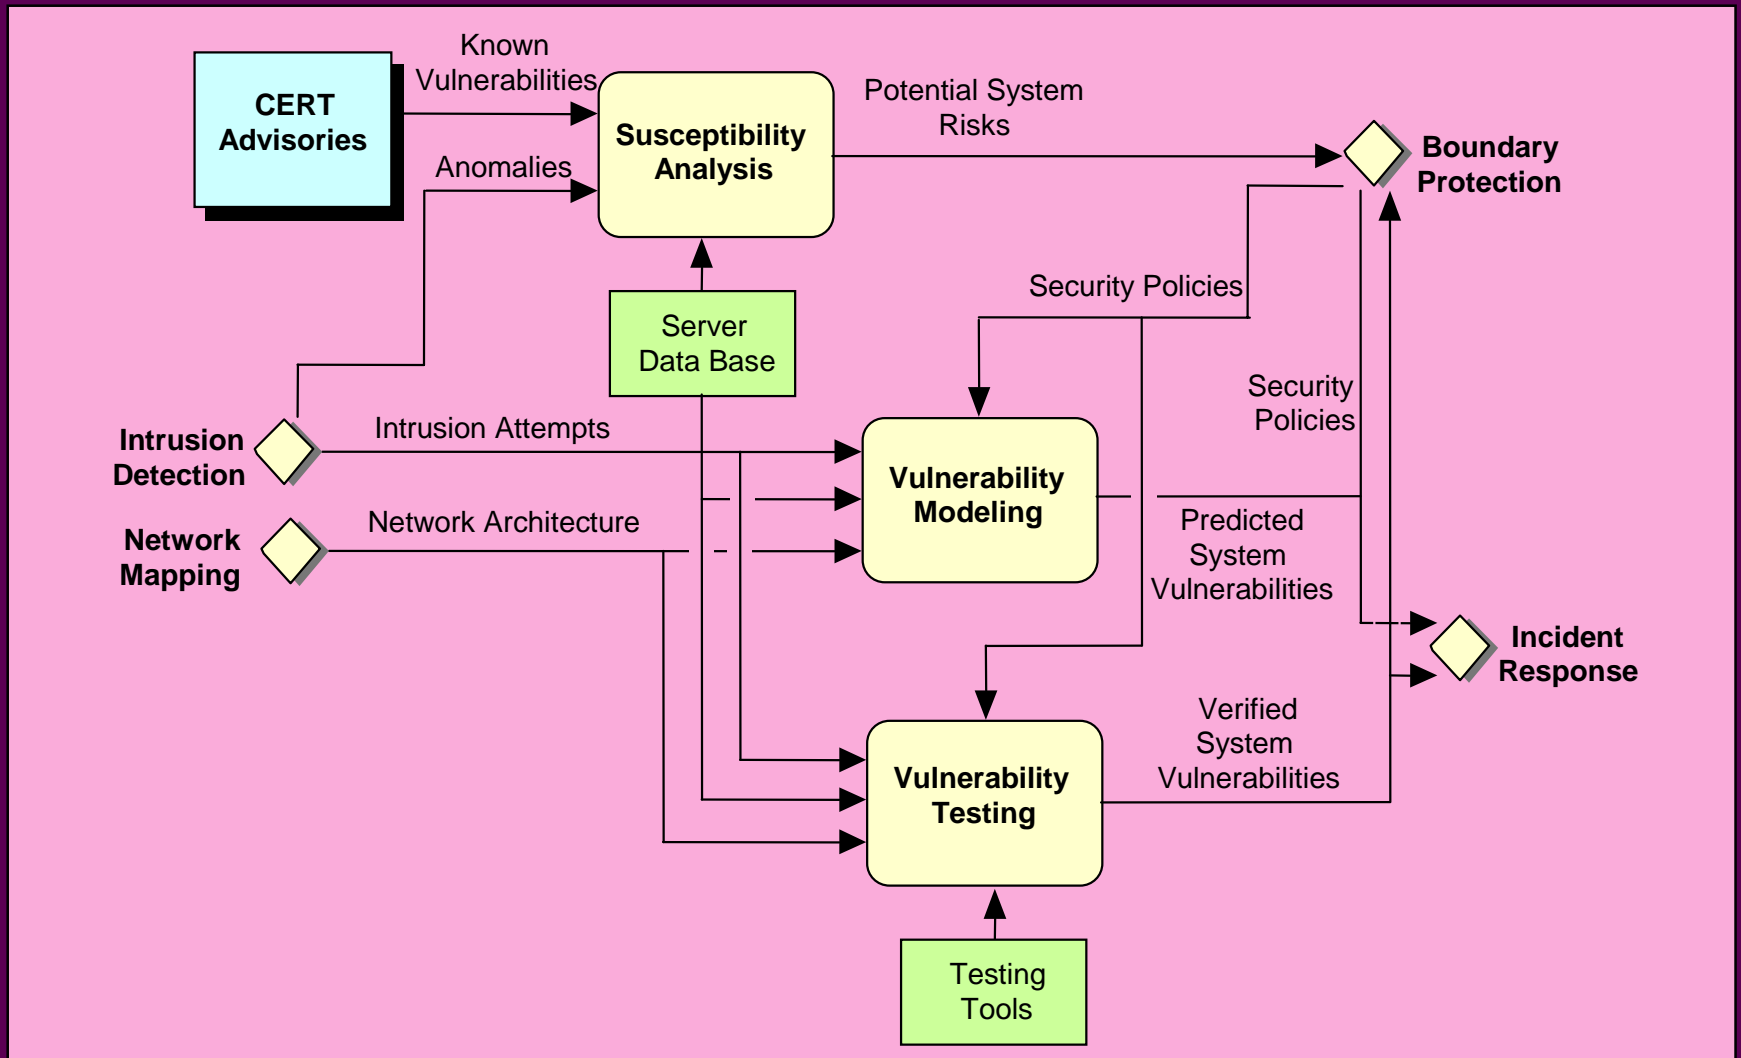 Known
Vulnerabilities
CERT
Advisories
Potential System
Risks
Susceptibility
Analysis
Boundary
Protection
Anomalies
Security Policies
Server
Data Base
Security
Policies
Intrusion Attempts
Intrusion
Detection
Vulnerability
Modeling
Network Architecture
Network
Mapping
Predicted
System
Vulnerabilities
Incident
Response
Verified
System
Vulnerabilities
Vulnerability
Testing
Testing
Tools